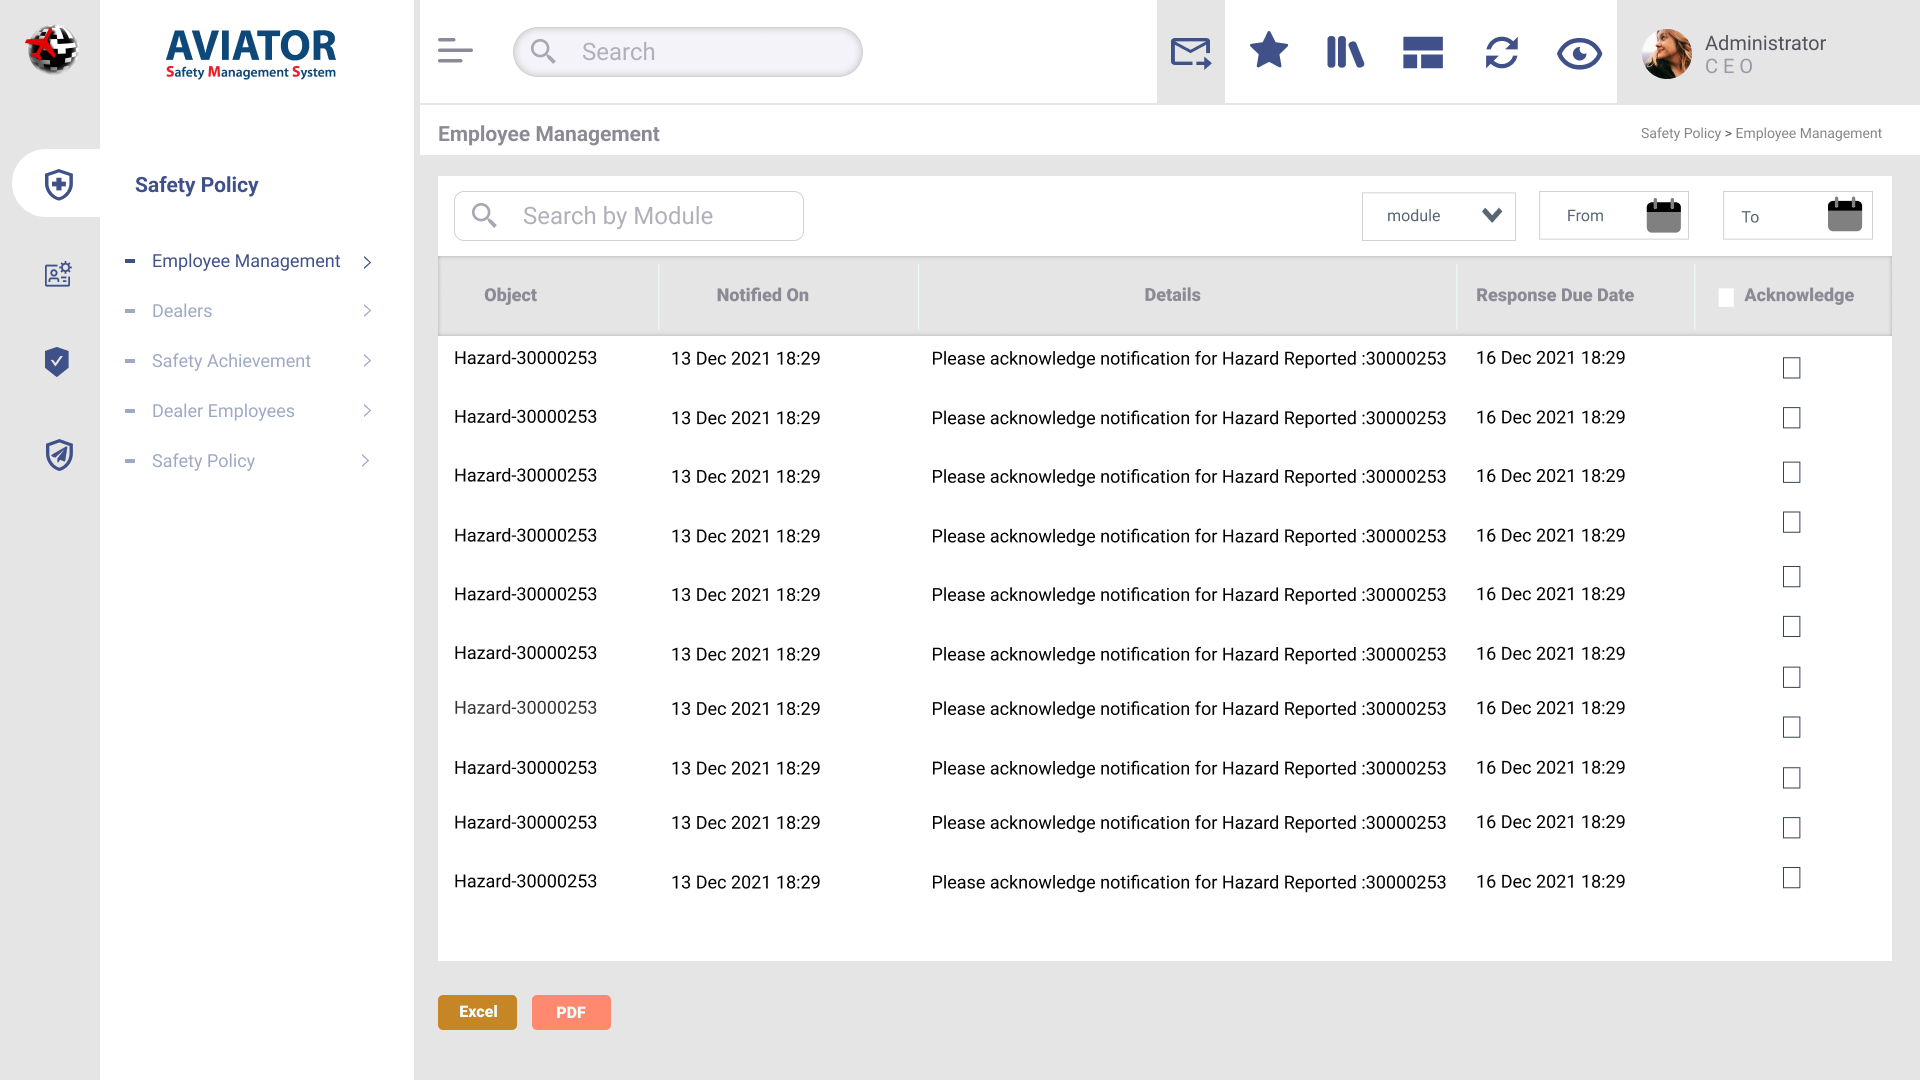 AVIATOR
Safety Management System
Search
Administrator
CEO
Employee Management
Safety Policy > Employee Management
Safety Policy
Employee Management
Dealers
Safety Achievement
Dealer Employees
Safety Policy
Search by Module
module
From
To
Object Notified On Details Response Due Date Acknowledge
Hazard-30000253 13 Dec 2021 18:29 Please acknowledge notification for Hazard Reported :30000253 16 Dec 2021 18:29
Hazard-30000253 13 Dec 2021 18:29 Please acknowledge notification for Hazard Reported :30000253 16 Dec 2021 18:29
Hazard-30000253 13 Dec 2021 18:29 Please acknowledge notification for Hazard Reported :30000253 16 Dec 2021 18:29
Hazard-30000253 13 Dec 2021 18:29 Please acknowledge notification for Hazard Reported :30000253 16 Dec 2021 18:29
Hazard-30000253 13 Dec 2021 18:29 Please acknowledge notification for Hazard Reported :30000253 16 Dec 2021 18:29
Hazard-30000253 13 Dec 2021 18:29 Please acknowledge notification for Hazard Reported :30000253 16 Dec 2021 18:29
Hazard-30000253 13 Dec 2021 18:29 Please acknowledge notification for Hazard Reported :30000253 16 Dec 2021 18:29
Hazard-30000253 13 Dec 2021 18:29 Please acknowledge notification for Hazard Reported :30000253 16 Dec 2021 18:29
Hazard-30000253 13 Dec 2021 18:29 Please acknowledge notification for Hazard Reported :30000253 16 Dec 2021 18:29
Hazard-30000253 13 Dec 2021 18:29 Please acknowledge notification for Hazard Reported :30000253 16 Dec 2021 18:29
Excel
PDF